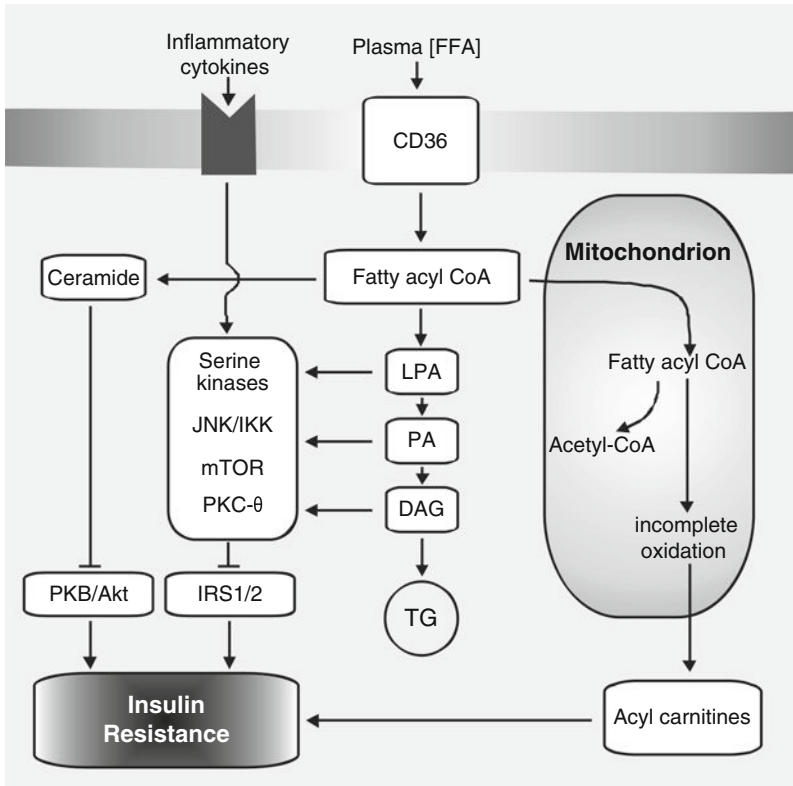 Inflammatory
cytokines
Plasma [FFA]
CD36
Mitochondrion
Ceramide
Fatty acyl CoA
Serine
kinases
JNK/IKK
mTOR
PKC-θ
LPA
PA
DAG
TG
Fatty acyl CoA
Acetyl-CoA
incomplete
oxidation
PKB/Akt
IRS1/2
Insulin
Resistance
Acyl carnitines